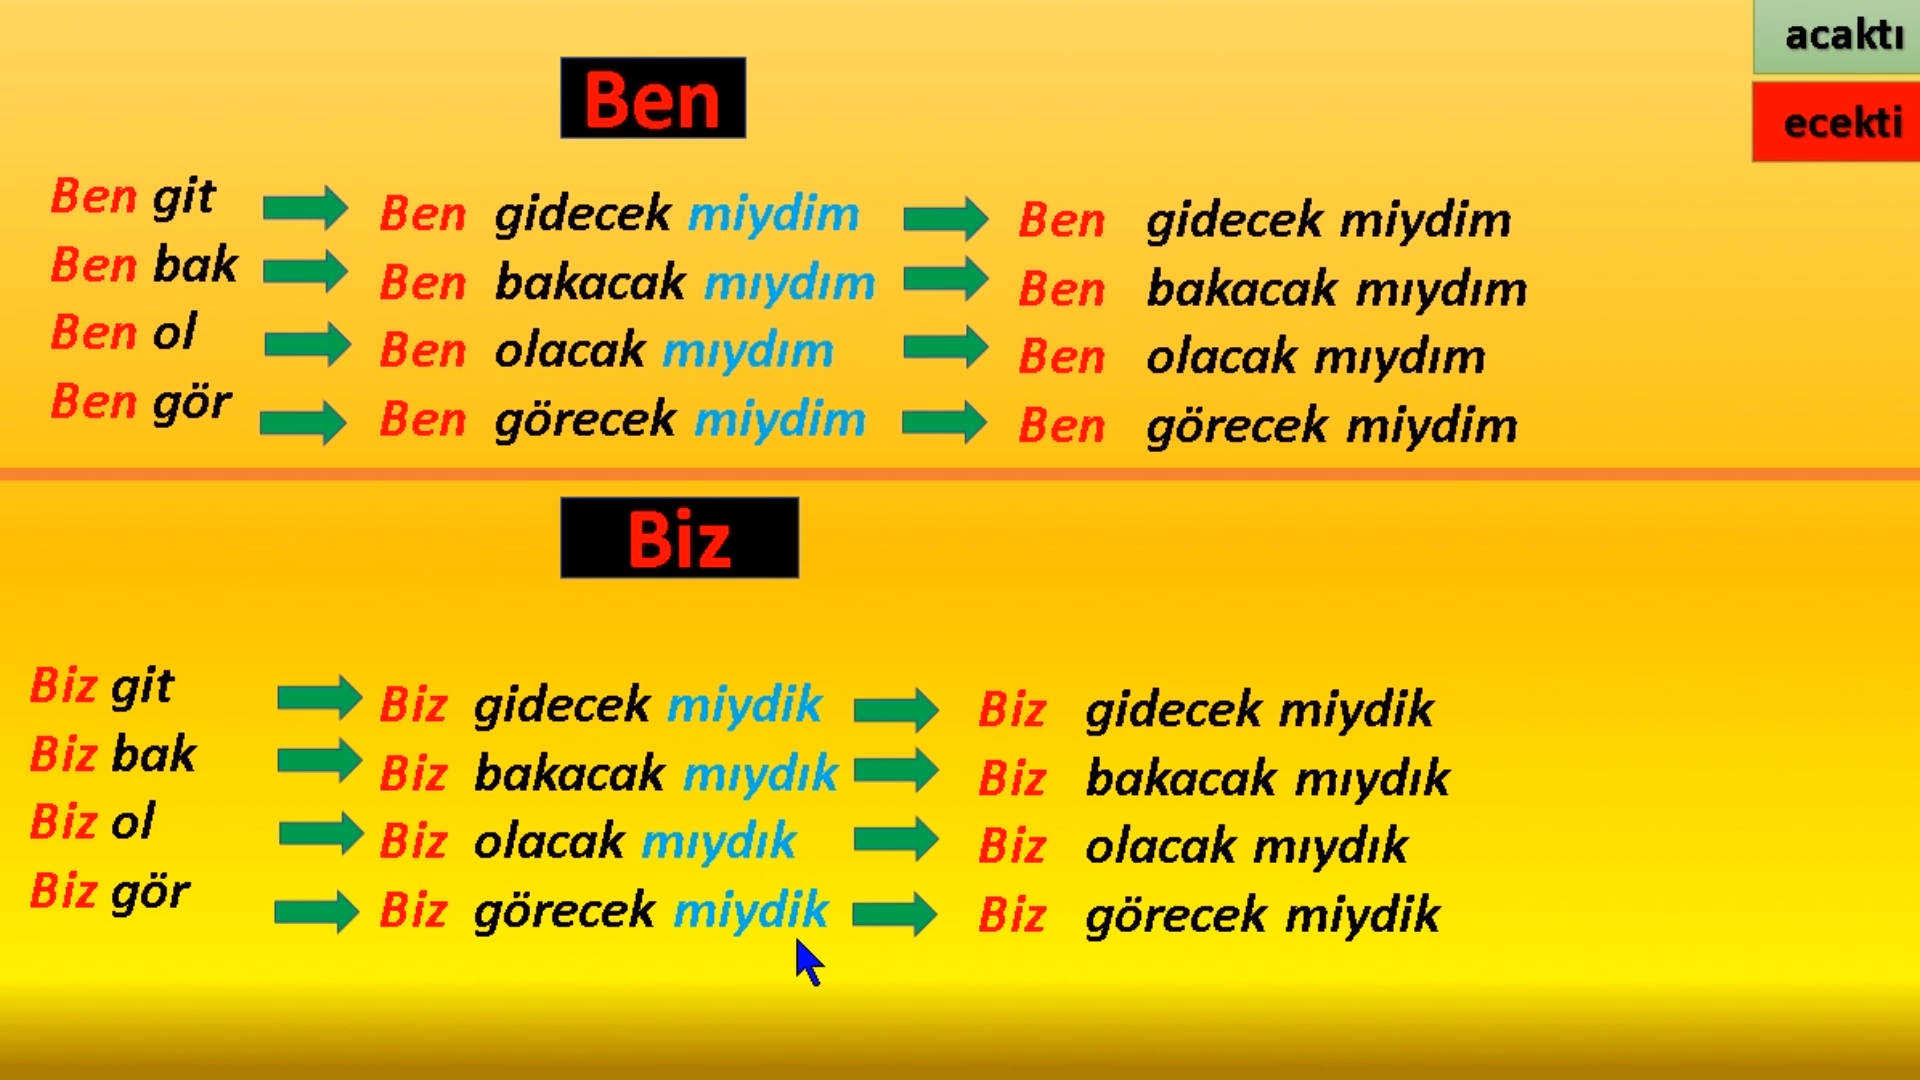 acaktı
ecekti
Ben
Ben git Ben gidecek miydim Ben gidecek miydim
Ben bak Ben bakacak mıydım Ben bakacak mıydım
Ben ol Ben olacak mıydım Ben olacak mıydım
Ben gör Ben görecek miydim Ben görecek miydim
Biz
Biz git Biz gidecek miydik Biz gidecek miydik
Biz bak Biz bakacak mıydık Biz bakacak mıydık
Biz ol Biz olacak mıydık Biz olacak mıydık
Biz gör Biz görecek miydik Biz görecek miydik